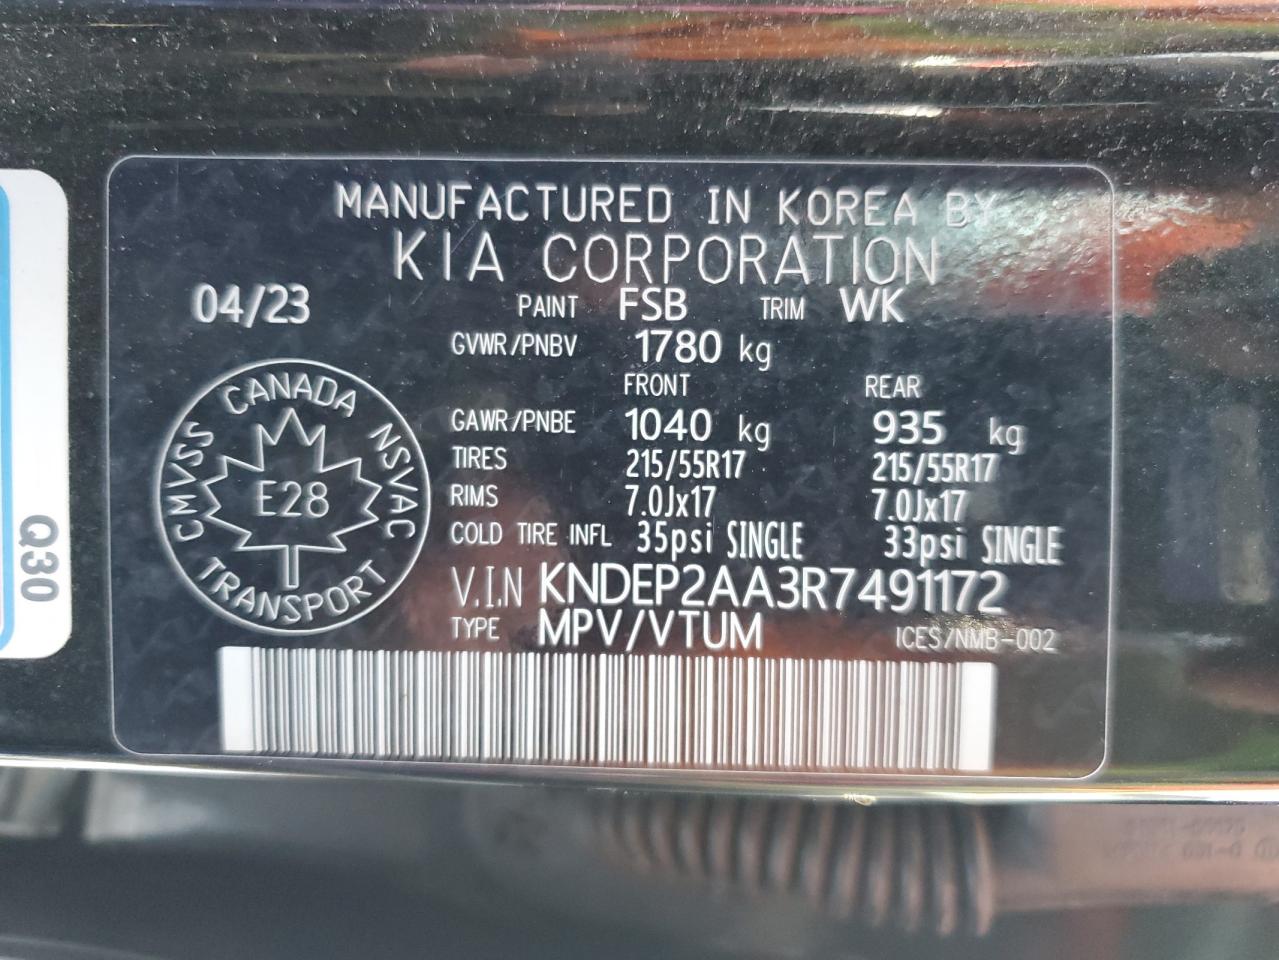 MANUFACTURED IN KOREA BY
KIA CORPORATION
04/23
PAINT FSB TRIM WK
GVWR/PNBV 1780 kg
FRONT REAR
GAWR/PNBE 1040 kg 935 kg
TIRES 215/55R17 215/55R17
RIMS 7.0Jx17 7.0Jx17
COLD TIRE INFL 35psi SINGLE 33psi SINGLE
V.I.N KNDEP2AA3R7491172
TYPE MPV/VTUM ICES/NMB-002
CANADA
CMVSS NSVAC
E28
TRANSPORT
Q30